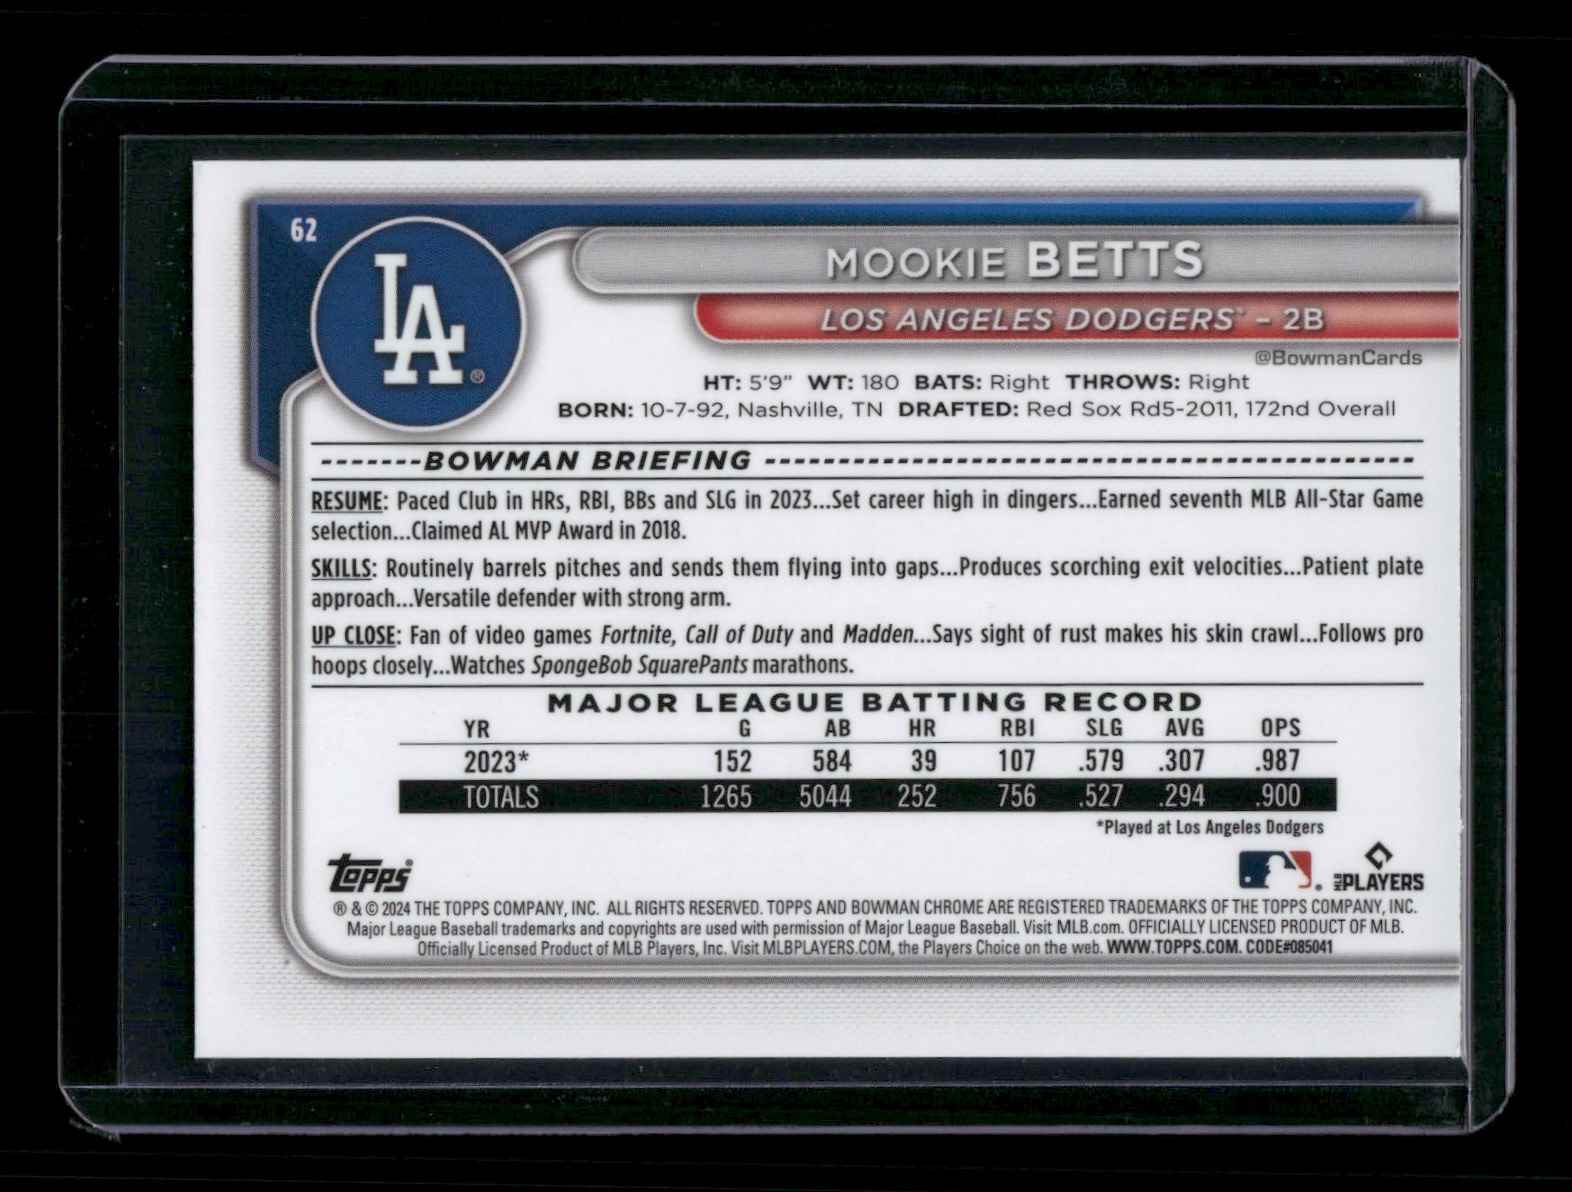 62
LA
®
MOOKIE BETTS
LOS ANGELES DODGERS™ – 2B
@BowmanCards
HT: 5'9" WT: 180 BATS: Right THROWS: Right
BORN: 10-7-92, Nashville, TN DRAFTED: Red Sox Rd5-2011, 172nd Overall
-------BOWMAN BRIEFING --------------------------------------------
RESUME: Paced Club in HRs, RBI, BBs and SLG in 2023...Set career high in dingers...Earned seventh MLB All-Star Game
selection...Claimed AL MVP Award in 2018.
SKILLS: Routinely barrels pitches and sends them flying into gaps...Produces scorching exit velocities...Patient plate
approach...Versatile defender with strong arm.
UP CLOSE: Fan of video games Fortnite, Call of Duty and Madden...Says sight of rust makes his skin crawl...Follows pro
hoops closely...Watches SpongeBob SquarePants marathons.
MAJOR LEAGUE BATTING RECORD
YR G AB HR RBI SLG AVG OPS
2023* 152 584 39 107 .579 .307 .987
TOTALS 1265 5044 252 756 .527 .294 .900
*Played at Los Angeles Dodgers
Topps®
MLB PLAYERS
® & © 2024 THE TOPPS COMPANY, INC. ALL RIGHTS RESERVED. TOPPS AND BOWMAN CHROME ARE REGISTERED TRADEMARKS OF THE TOPPS COMPANY, INC.
Major League Baseball trademarks and copyrights are used with permission of Major League Baseball. Visit MLB.com. OFFICIALLY LICENSED PRODUCT OF MLB.
Officially Licensed Product of MLB Players, Inc. Visit MLBPLAYERS.COM, the Players Choice on the web. WWW.TOPPS.COM. CODE#085041